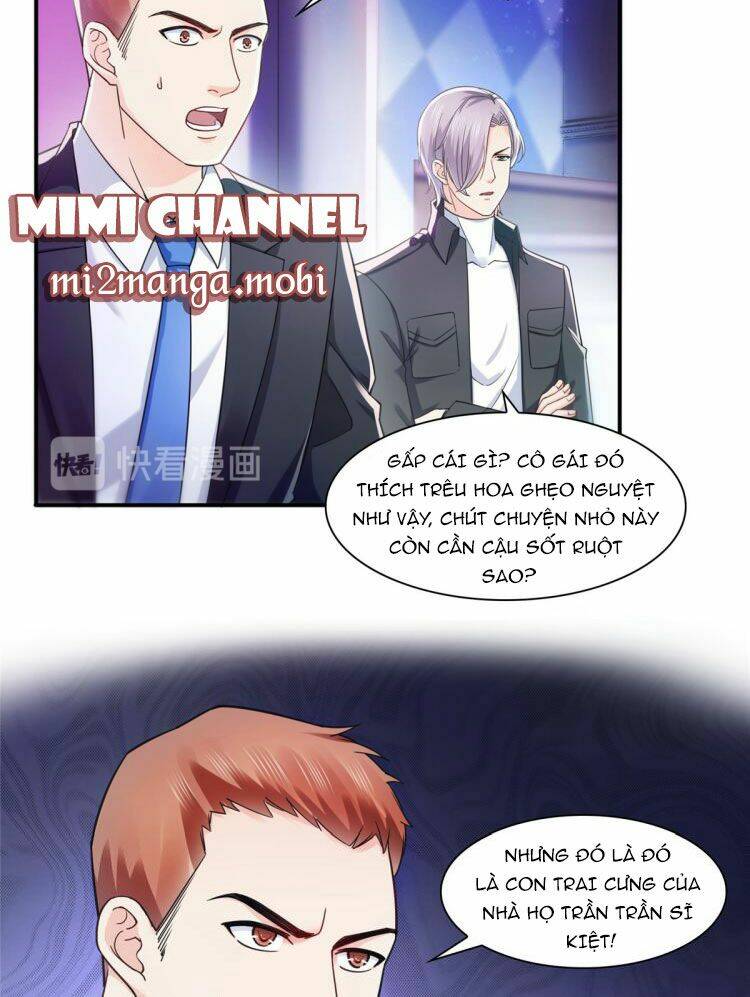 MIMI CHANNEL
mi2manga.mobi
快看 快看漫画
GẤP CÁI GÌ? CÔ GÁI ĐÓ
THÍCH TRÊU HOA GHẸO NGUYỆT
NHƯ VẬY, CHÚT CHUYỆN NHỎ NÀY
CÒN CẦN CẬU SỐT RUỘT
SAO?
NHƯNG ĐÓ LÀ ĐÓ
LÀ CON TRAI CƯNG CỦA
NHÀ HỌ TRẦN TRẦN SĨ
KIỆT!